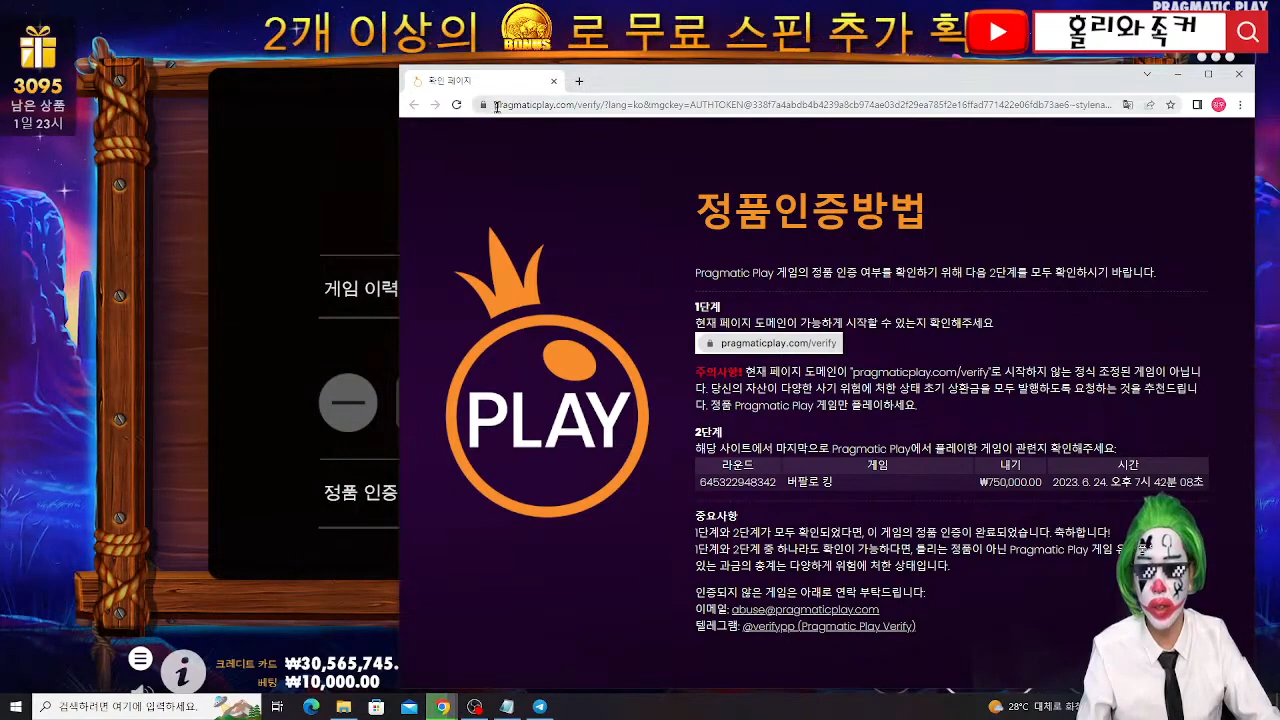 PRAGMATIC PLAY
2개 이상의 BONUS 로 무료 스핀 추가 획
홀리와 족커
3095
남은 상품
1일 23시
확인 페이지
pragmaticplay.com/verify/?lang=ko&mgckey=AUTHTOKEN@
정품인증방법
Pragmatic Play 게임의 정품 인증 여부를 확인하기 위해 다음 2단계를 모두 확인하시기 바랍니다.
1단계
현재 페이지 도메인이 가능하게 시작할 수 있는지 확인해주세요
pragmaticplay.com/verify
주의사항! 현재 페이지 도메인이 "pragmaticplay.com/verify"로 시작하지 않는 정식 조정된 게임이 아닙니
다. 당신의 자산이 다양한 사기 위험에 처한 상태 초기 상환금을 모두 발행하도록 요청하는 것을 추천드립니
다. 정품 Pragmatic Play 게임만 플레이하세요.
2단계
해당 사이트에서 마지막으로 Pragmatic Play에서 플레이한 게임이 관련지 확인해주세요:
라운드 게임 내기 시간
645322948342 버팔로 킹 ₩750,000.00 2023. 6. 24. 오후 7시 42분 08초
중요사항
1단계와 2단계가 모두 확인되었다면, 이 게임의 정품 인증이 완료되었습니다. 축하합니다!
1단계와 2단계 중 하나라도 확인이 가능하다면, 틀리는 정품이 아닌 Pragmatic Play 게임
있는 과금의 총계는 다양하게 위험에 처한 상태입니다.
인증되지 않은 게임은 아래로 연락 부탁드립니다:
이메일: abuse@pragmaticplay.com
텔레그램: @verifypp (Pragmatic Play Verify)
PLAY
게임 이력
정품 인증
크레디트 카드 ₩30,565,745.
베팅 ₩10,000.00
검색하려면 여기에 입력하십시오.
28°C 대체로 화창